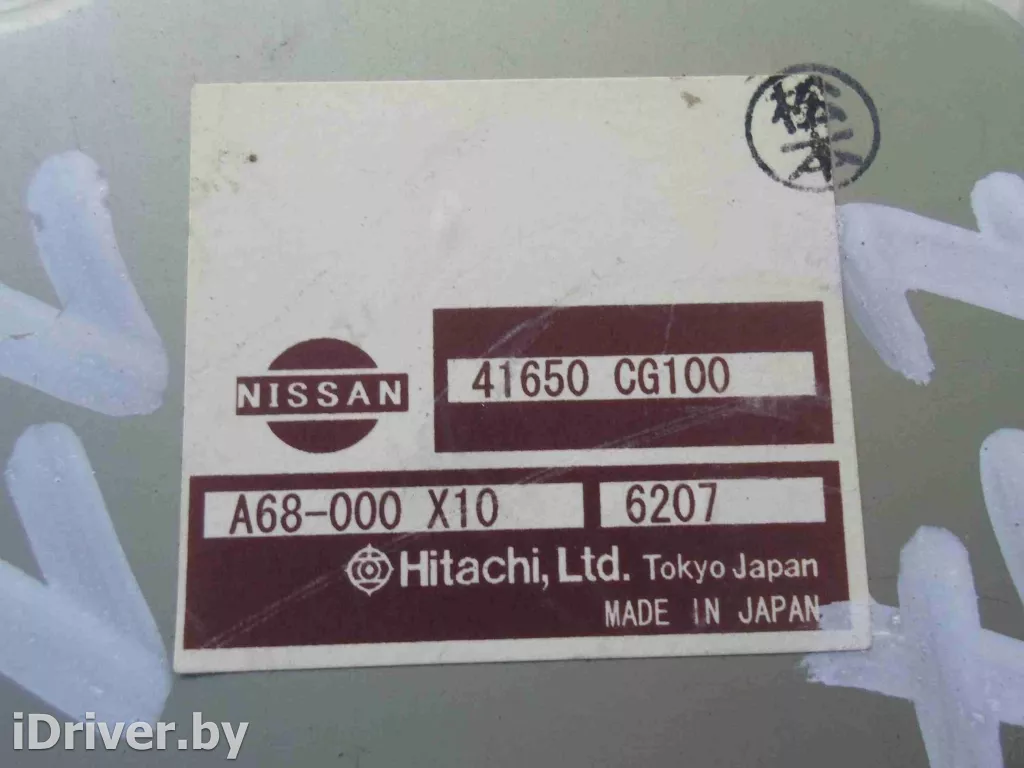 NISSAN
41650 CG100
A68-000 X10 6207
Hitachi, Ltd. Tokyo Japan
MADE IN JAPAN
iDriver.by